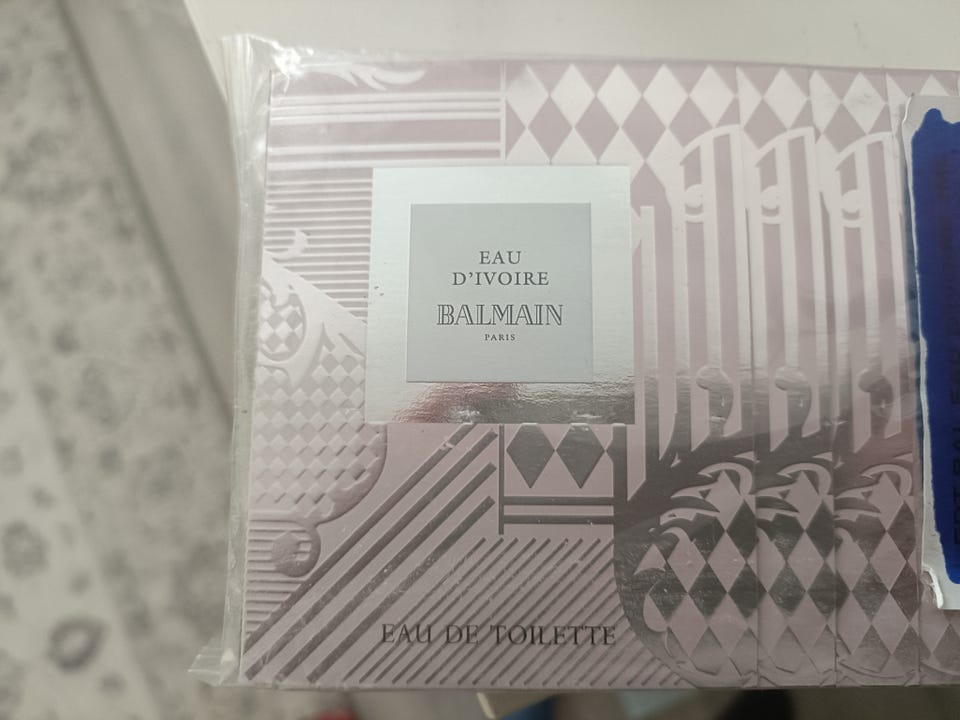 EAU
D'IVOIRE
BALMAIN
PARIS
EAU DE TOILETTE